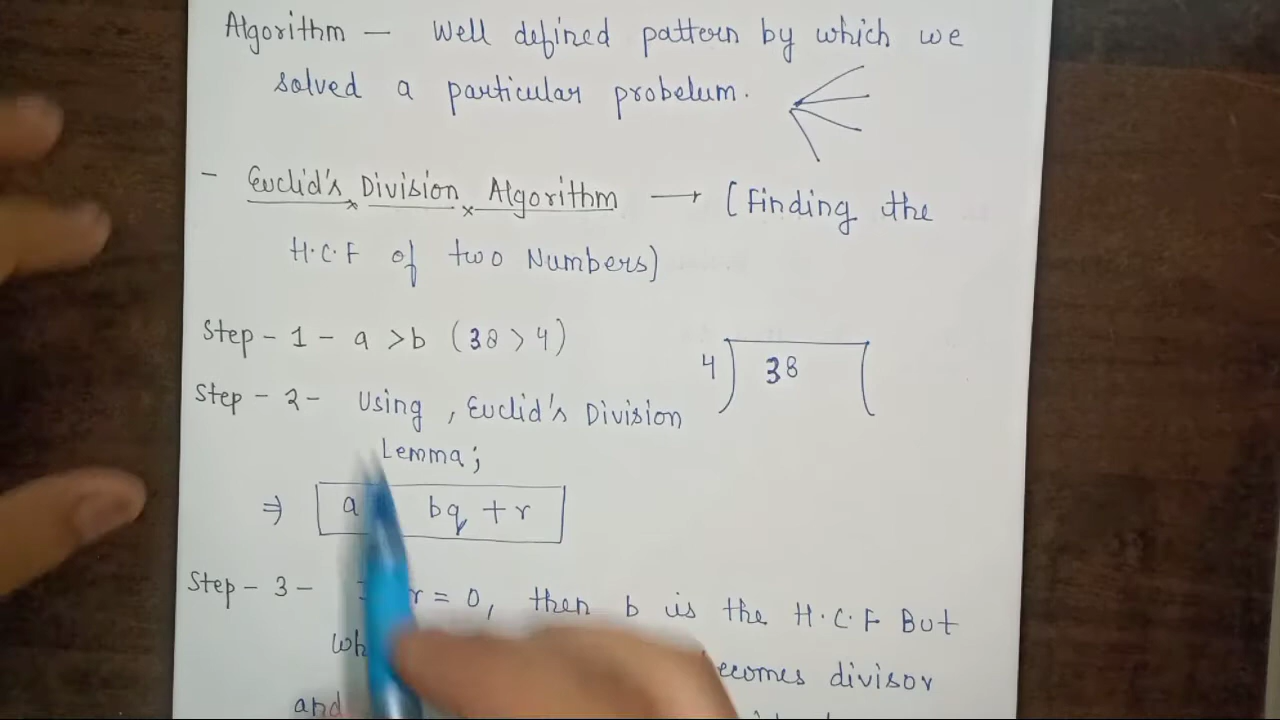 Algorithm – Well defined pattern by which we
solved a particular probelum.
- Euclid's Division Algorithm → [Finding the
H.C.F of two Numbers)
Step - 1 - a > b (38 > 4)
4 38
Step - 2 - Using, Euclid's Division
Lemma;
⇒ a bq + r
Step - 3 - r = 0, then b is the H.C.F But
becomes divisor
and